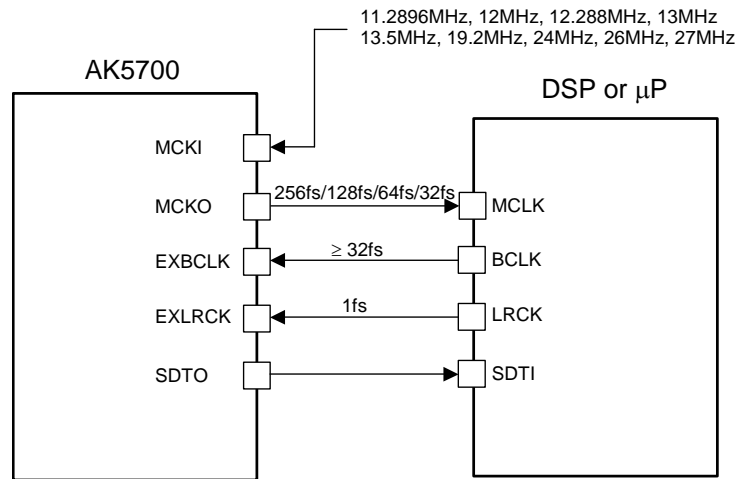 11.2896MHz, 12MHz, 12.288MHz, 13MHz
13.5MHz, 19.2MHz, 24MHz, 26MHz, 27MHz
AK5700
DSP or μP
MCKI
MCKO
256fs/128fs/64fs/32fs
MCLK
EXBCLK
≥ 32fs
BCLK
EXLRCK
1fs
LRCK
SDTO
SDTI